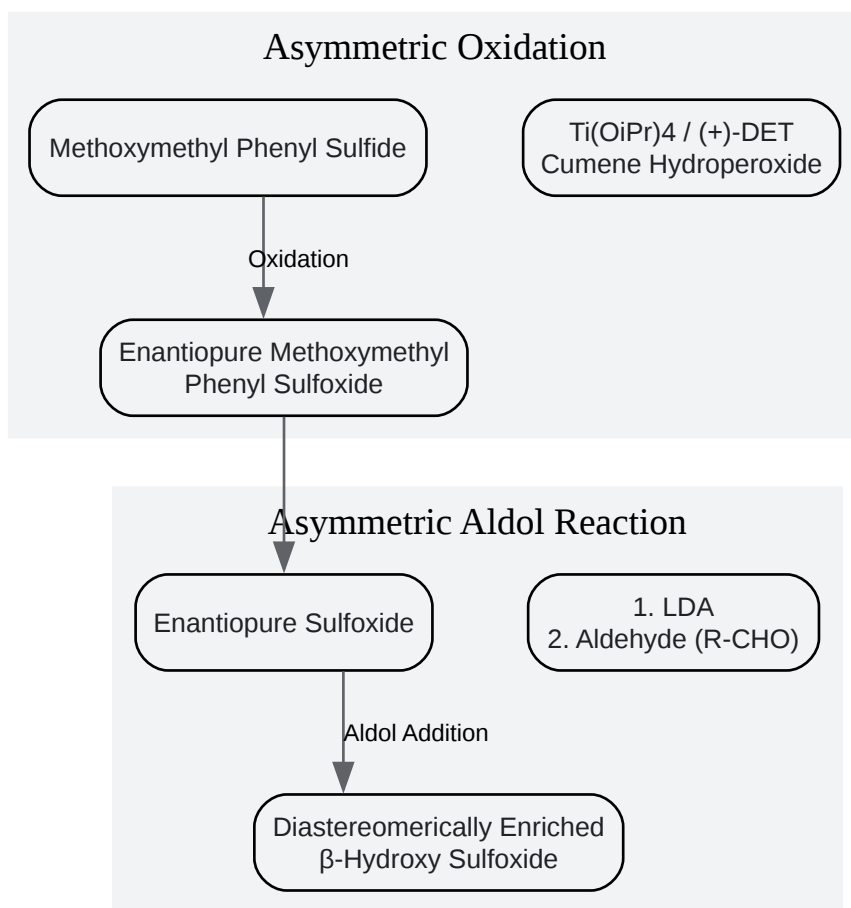 Asymmetric Oxidation
Methoxymethyl Phenyl Sulfide
Ti(OiPr)4 / (+)-DET
Cumene Hydroperoxide
Oxidation
Enantiopure Methoxymethyl
Phenyl Sulfoxide
Asymmetric Aldol Reaction
Enantiopure Sulfoxide
1. LDA
2. Aldehyde (R-CHO)
Aldol Addition
Diastereomerically Enriched
β-Hydroxy Sulfoxide